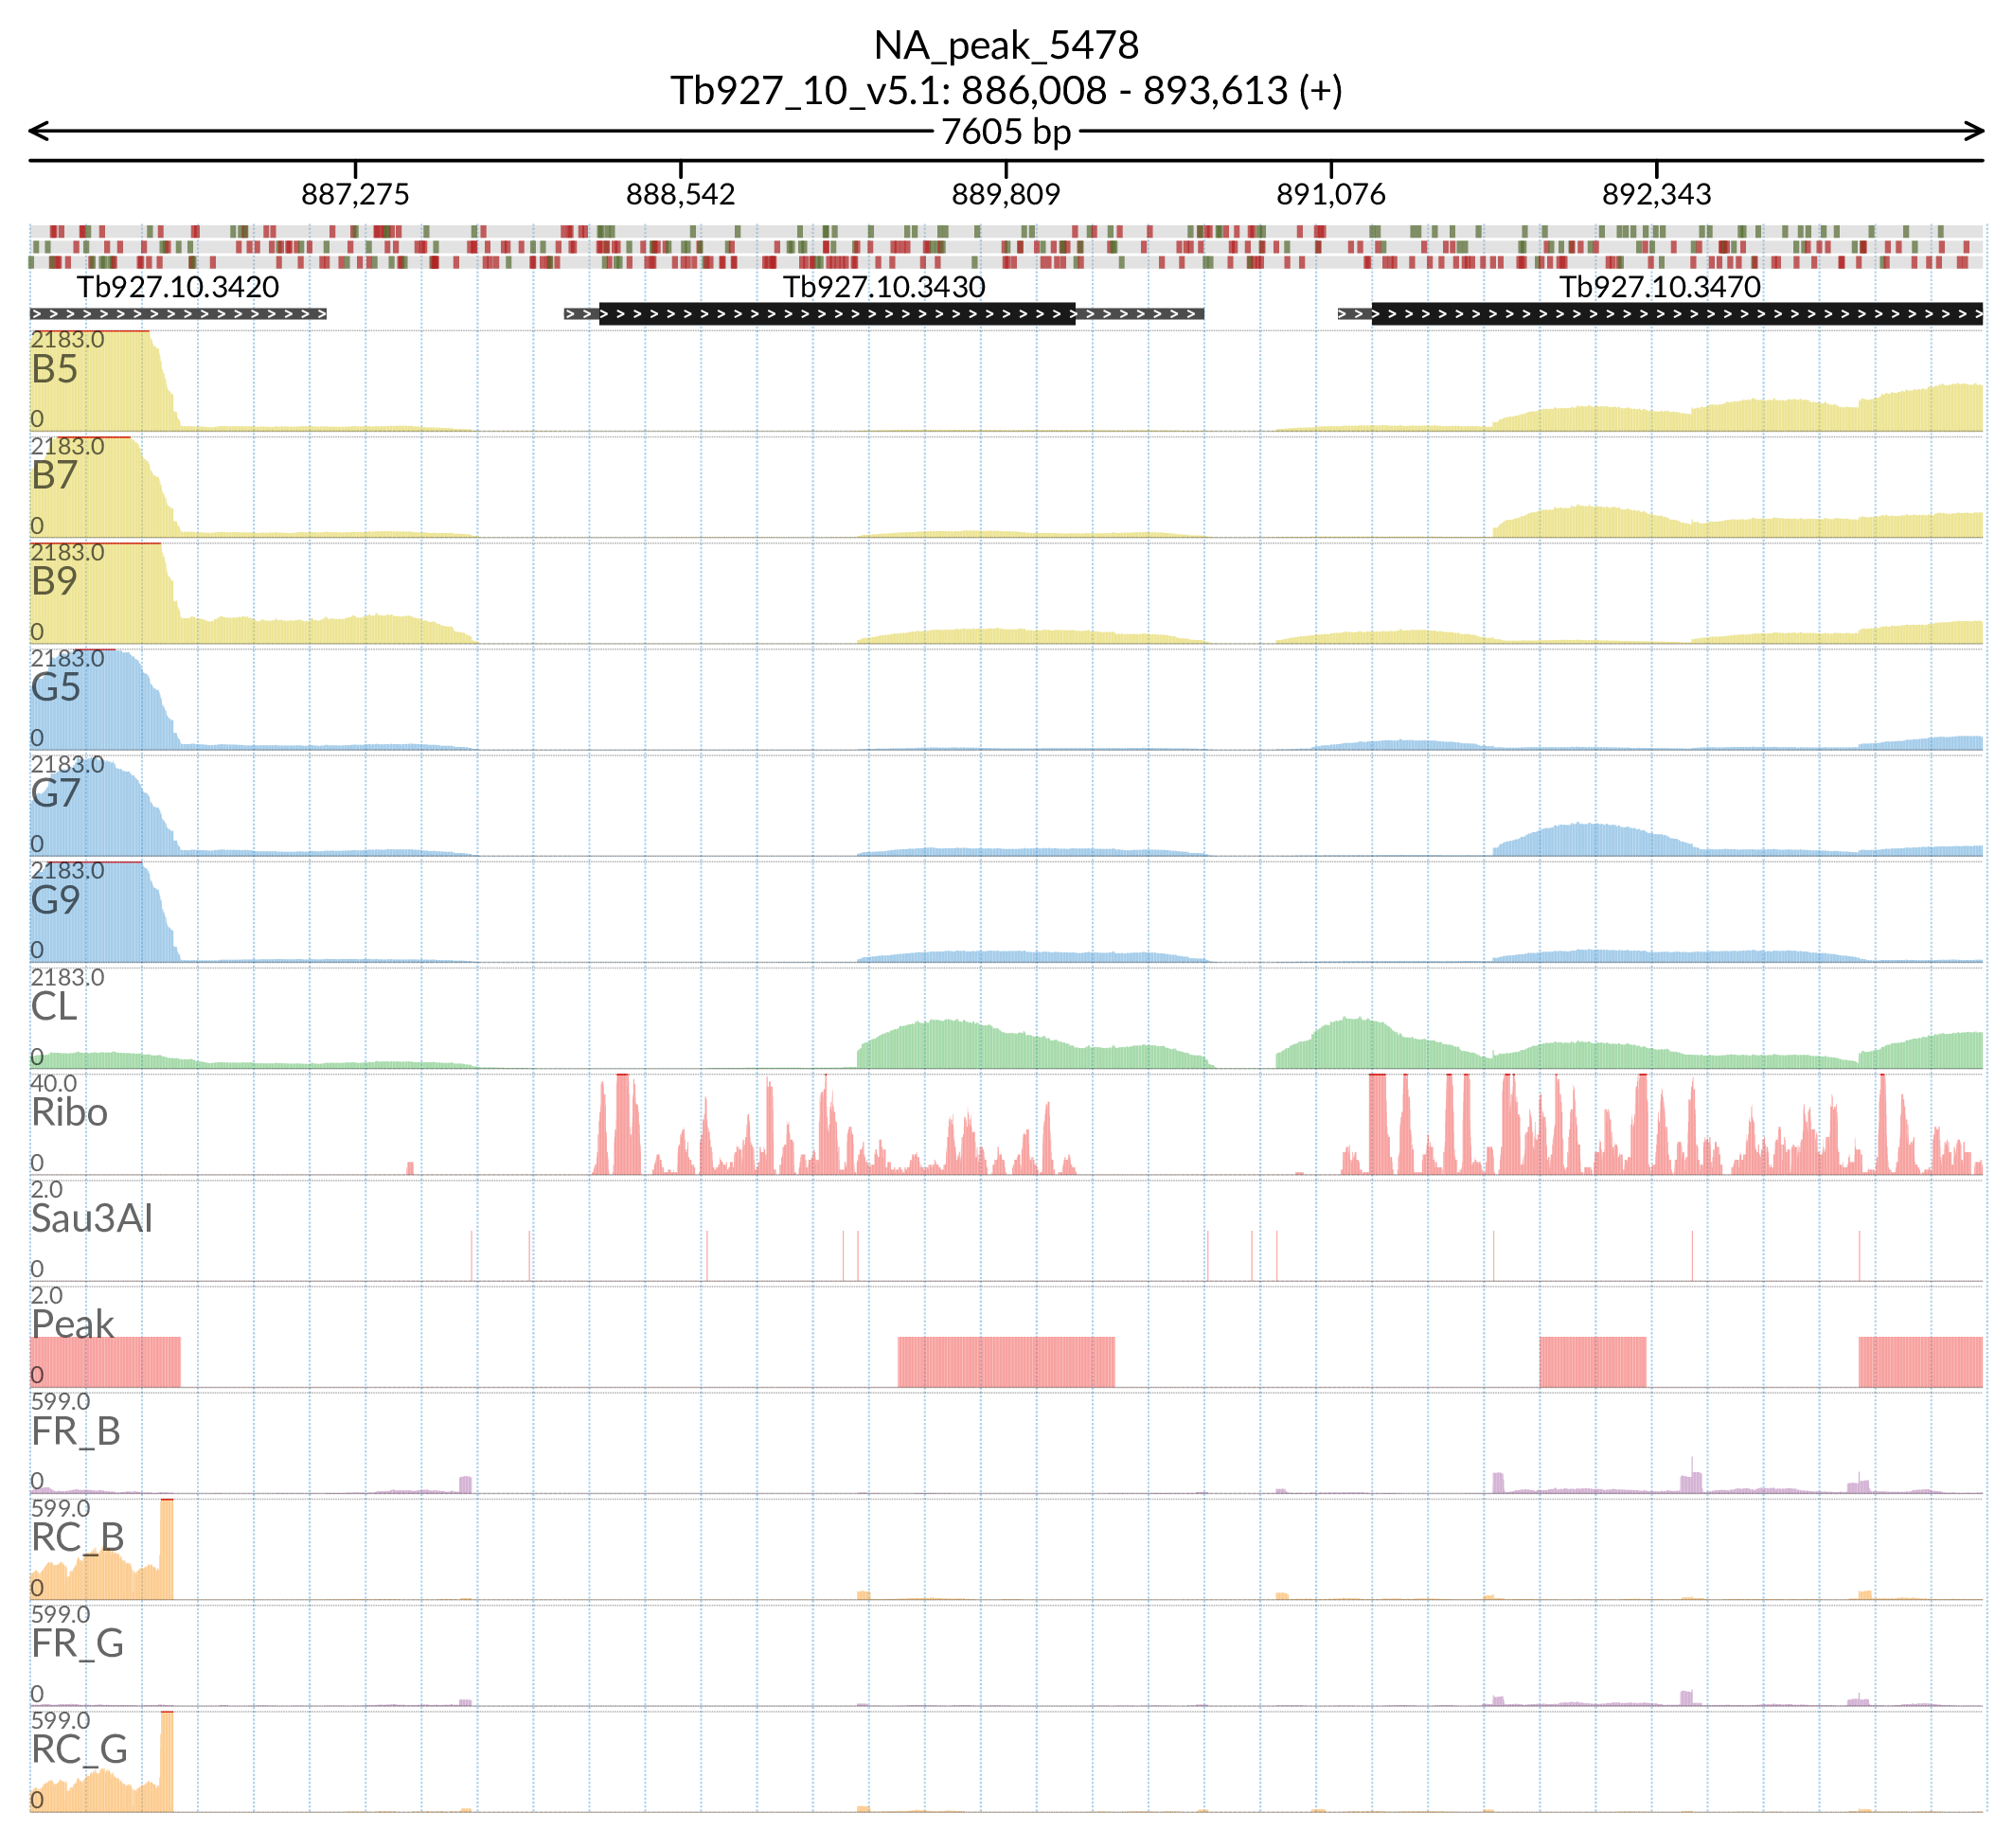 NA_peak_5478
Tb927_10_v5.1: 886,008 - 893,613 (+)
7605 bp
887,275 888,542 889,809 891,076 892,343
Tb927.10.3420 Tb927.10.3430 Tb927.10.3470
2183.0
B5
0
2183.0
B7
0
2183.0
B9
0
2183.0
G5
0
2183.0
G7
0
2183.0
G9
0
2183.0
CL
0
40.0
Ribo
0
2.0
Sau3AI
0
2.0
Peak
0
599.0
FR_B
0
599.0
RC_B
0
599.0
FR_G
0
599.0
RC_G
0